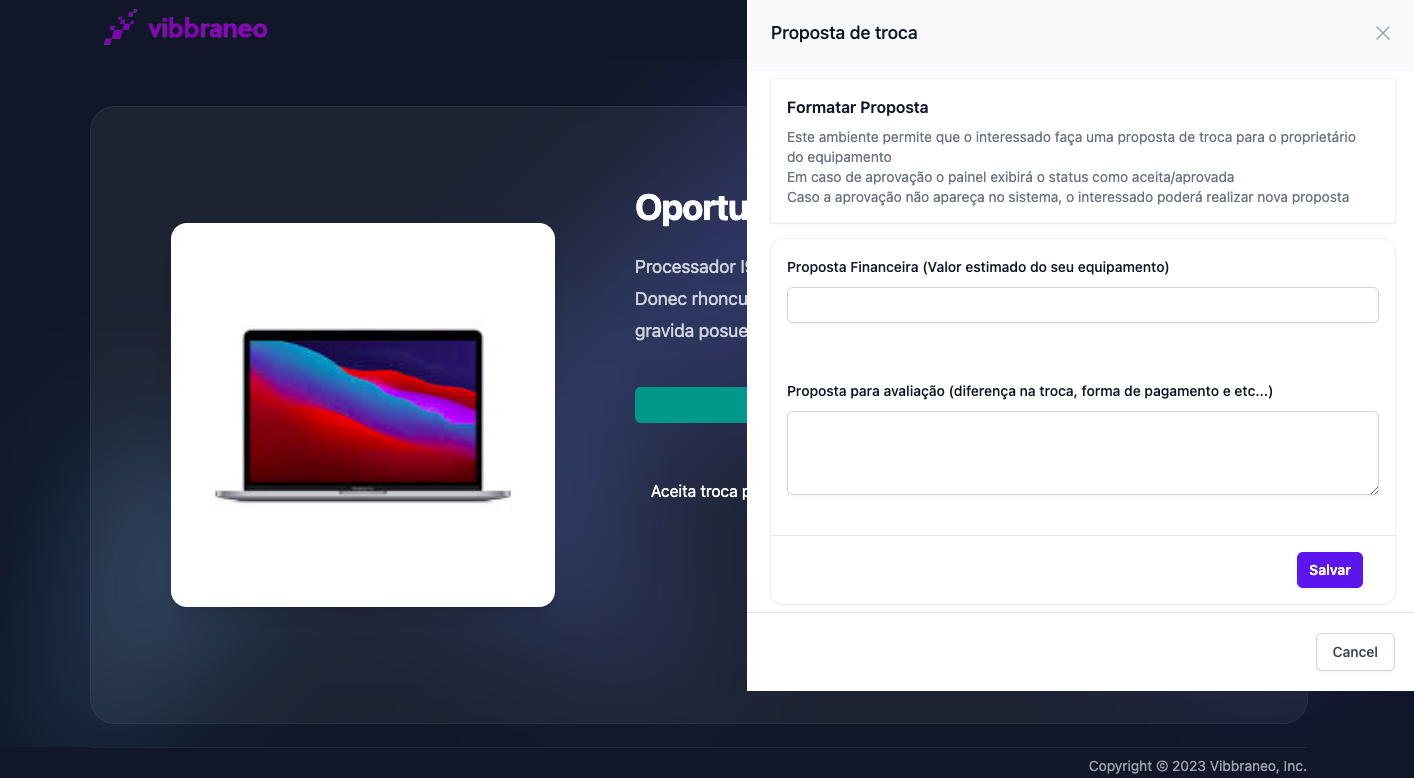 vibbraneo
Proposta de troca
Formatar Proposta
Este ambiente permite que o interessado faça uma proposta de troca para o proprietário
do equipamento
Em caso de aprovação o painel exibirá o status como aceita/aprovada
Caso a aprovação não apareça no sistema, o interessado poderá realizar nova proposta
Oportu
Processador
Donec rhoncu
gravida posue
Aceita troca p
Proposta Financeira (Valor estimado do seu equipamento)
Proposta para avaliação (diferença na troca, forma de pagamento e etc...)
Salvar
Cancel
Copyright © 2023 Vibbraneo, Inc.